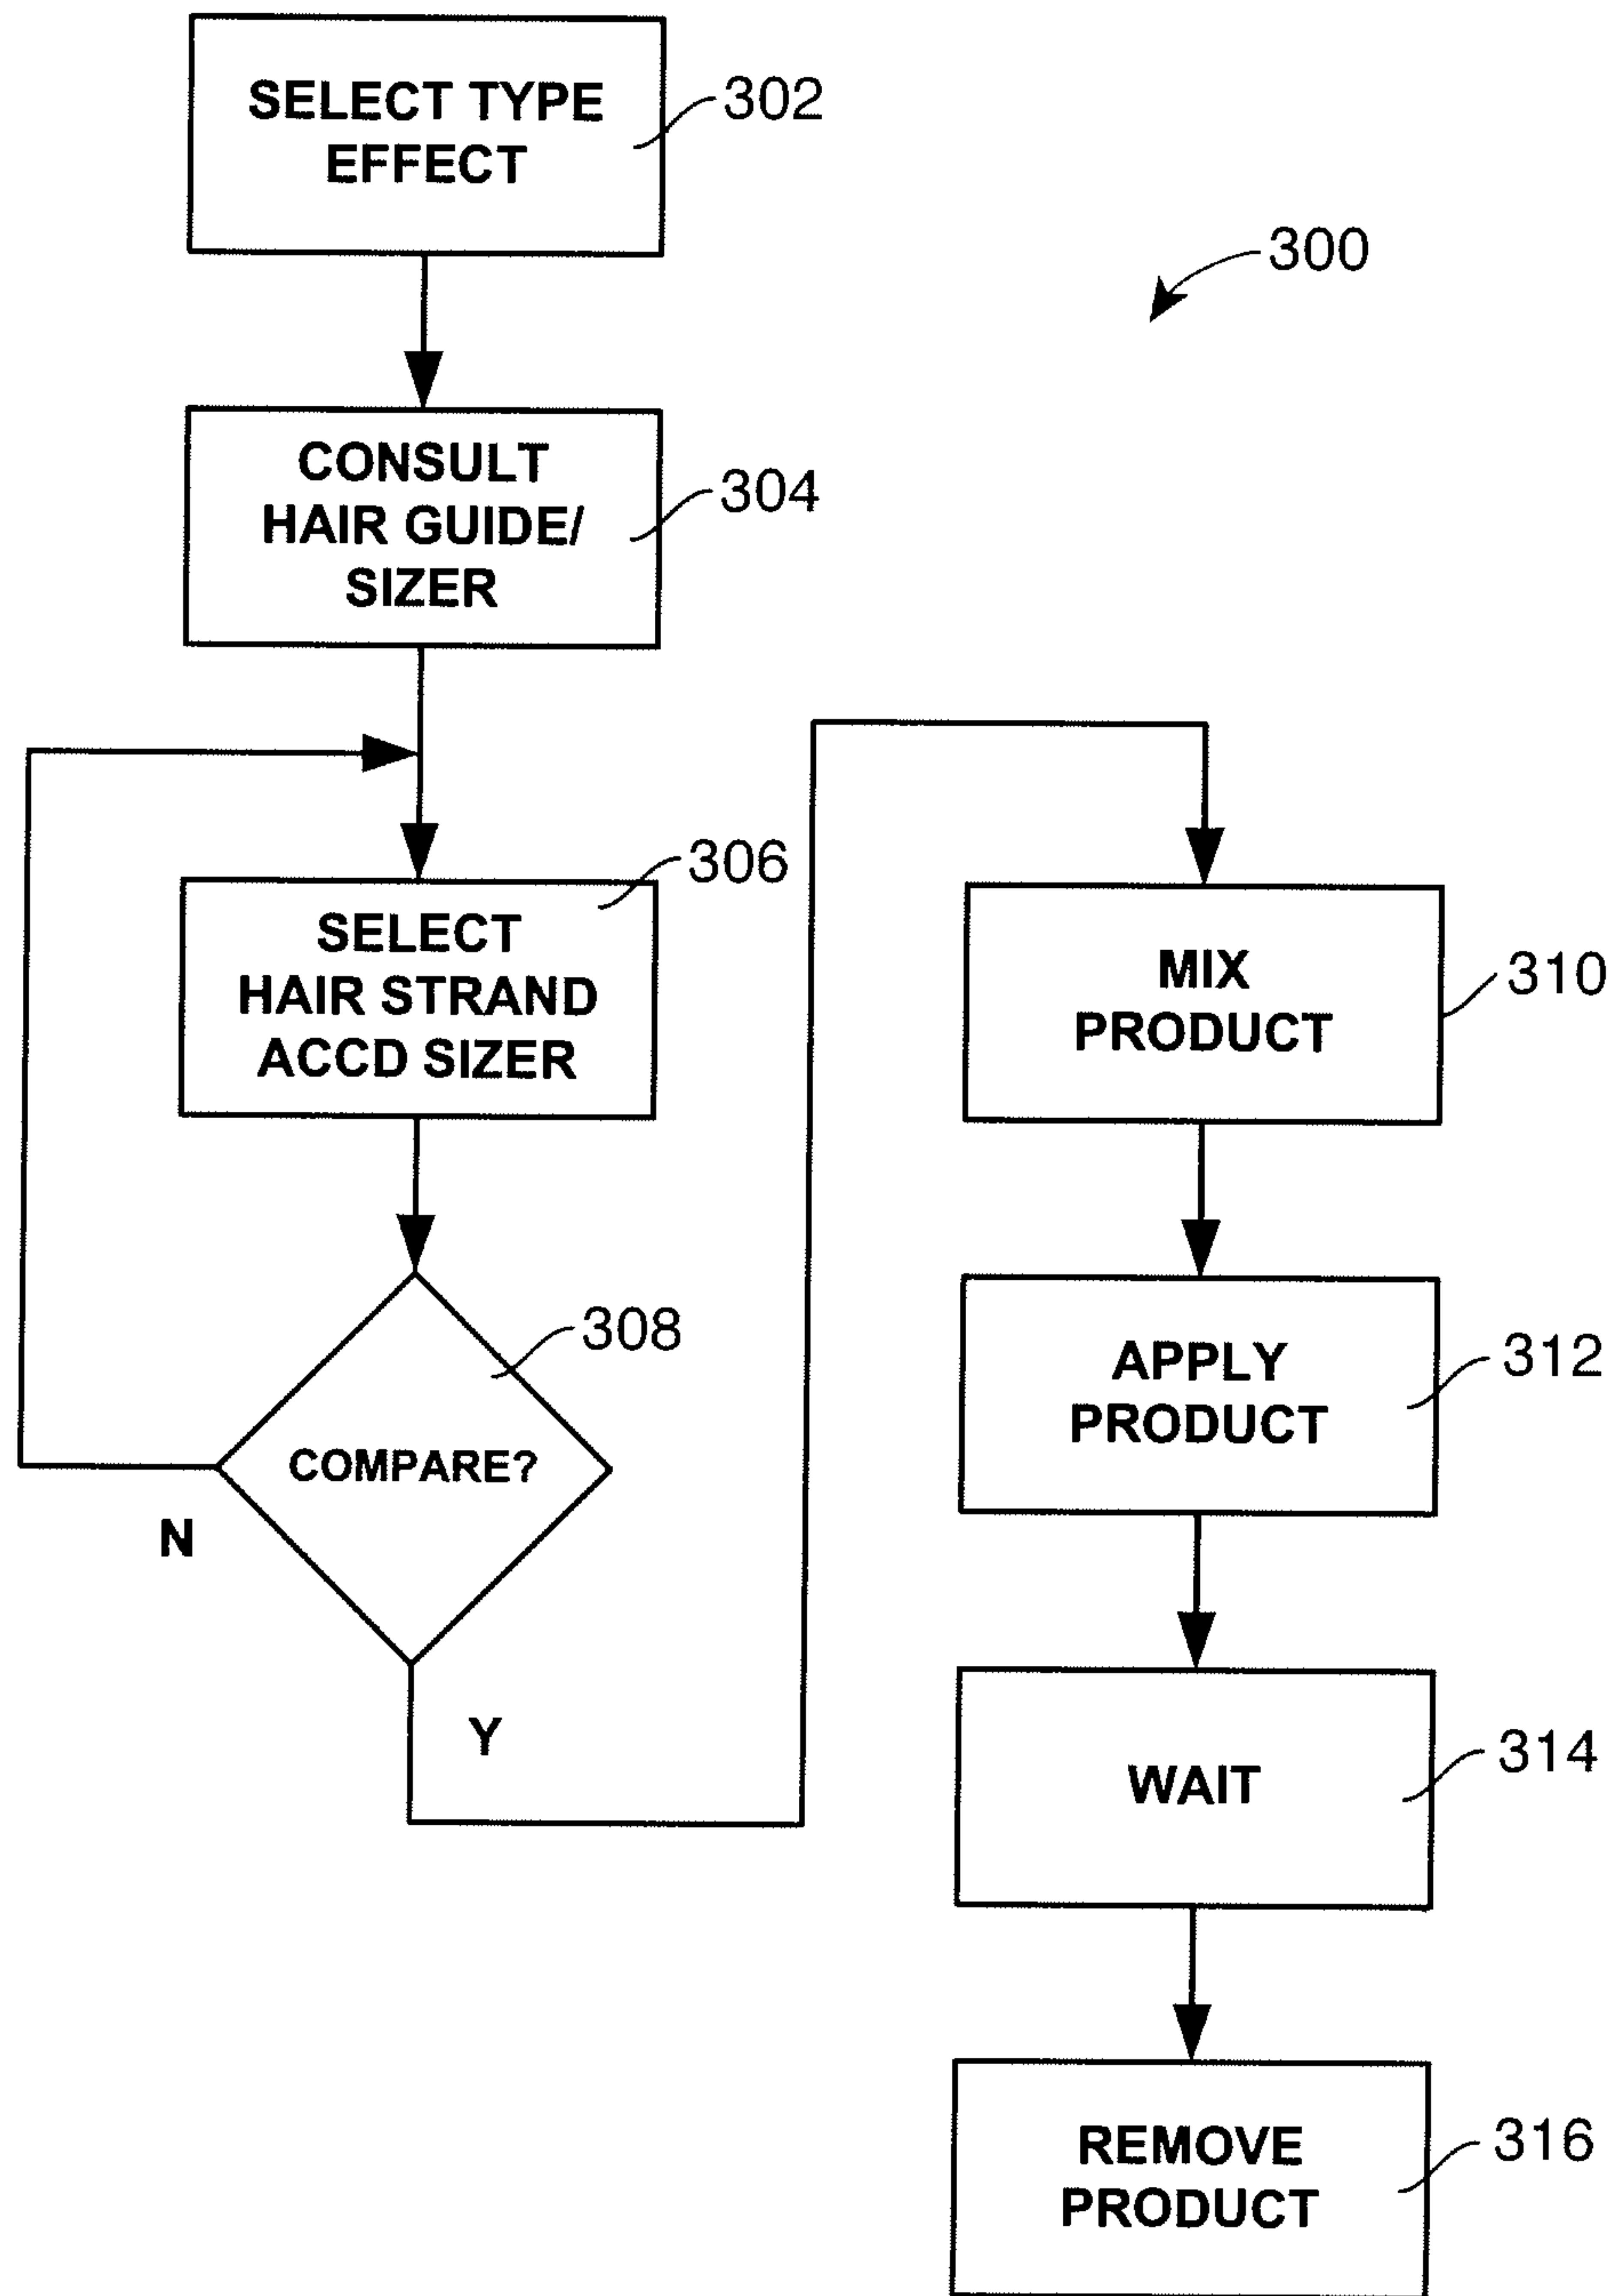 SELECT TYPE
EFFECT
302
300
CONSULT
HAIR GUIDE/
SIZER
304
SELECT
HAIR STRAND
ACCD SIZER
306
COMPARE?
308
N
Y
MIX
PRODUCT
310
APPLY
PRODUCT
312
WAIT
314
REMOVE
PRODUCT
316